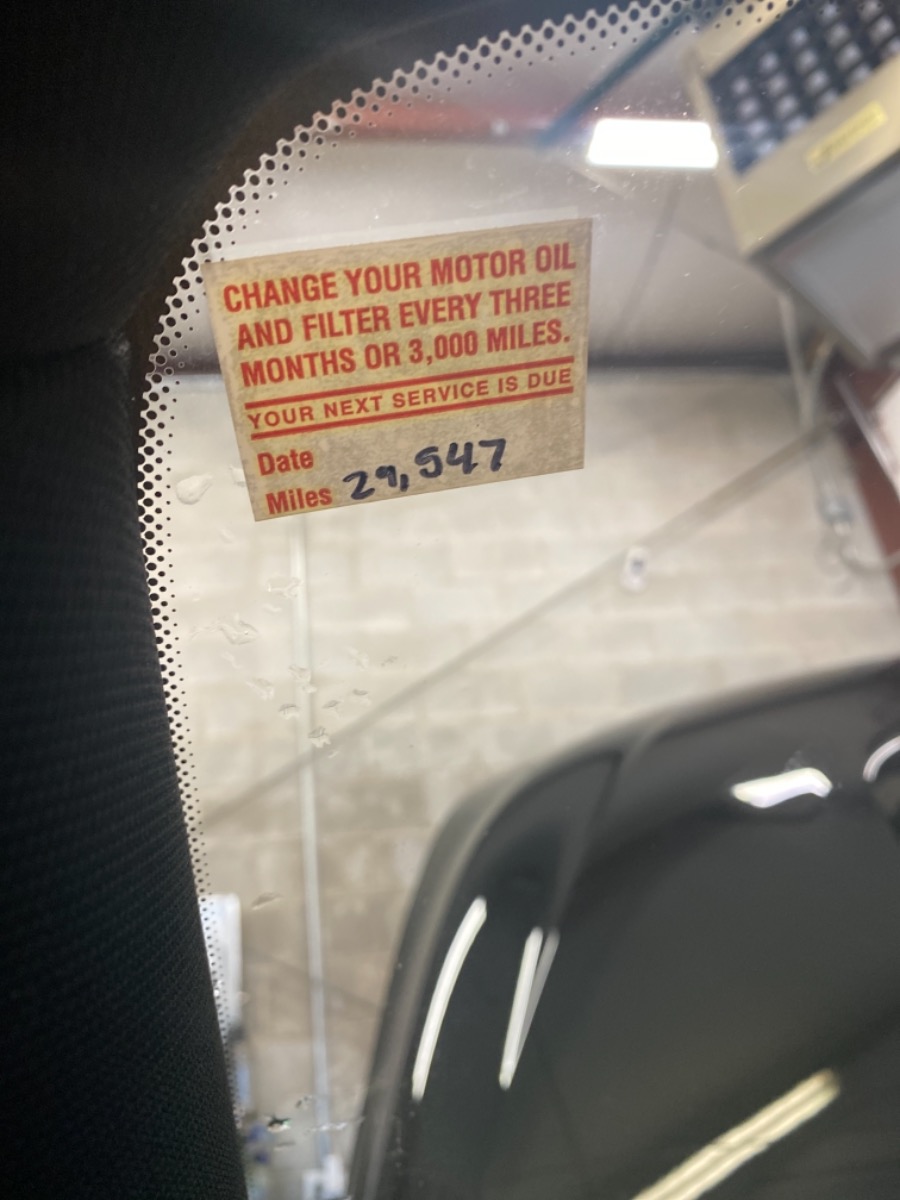 CHANGE YOUR MOTOR OIL
AND FILTER EVERY THREE
MONTHS OR 3,000 MILES.
YOUR NEXT SERVICE IS DUE
Date
Miles 29,547